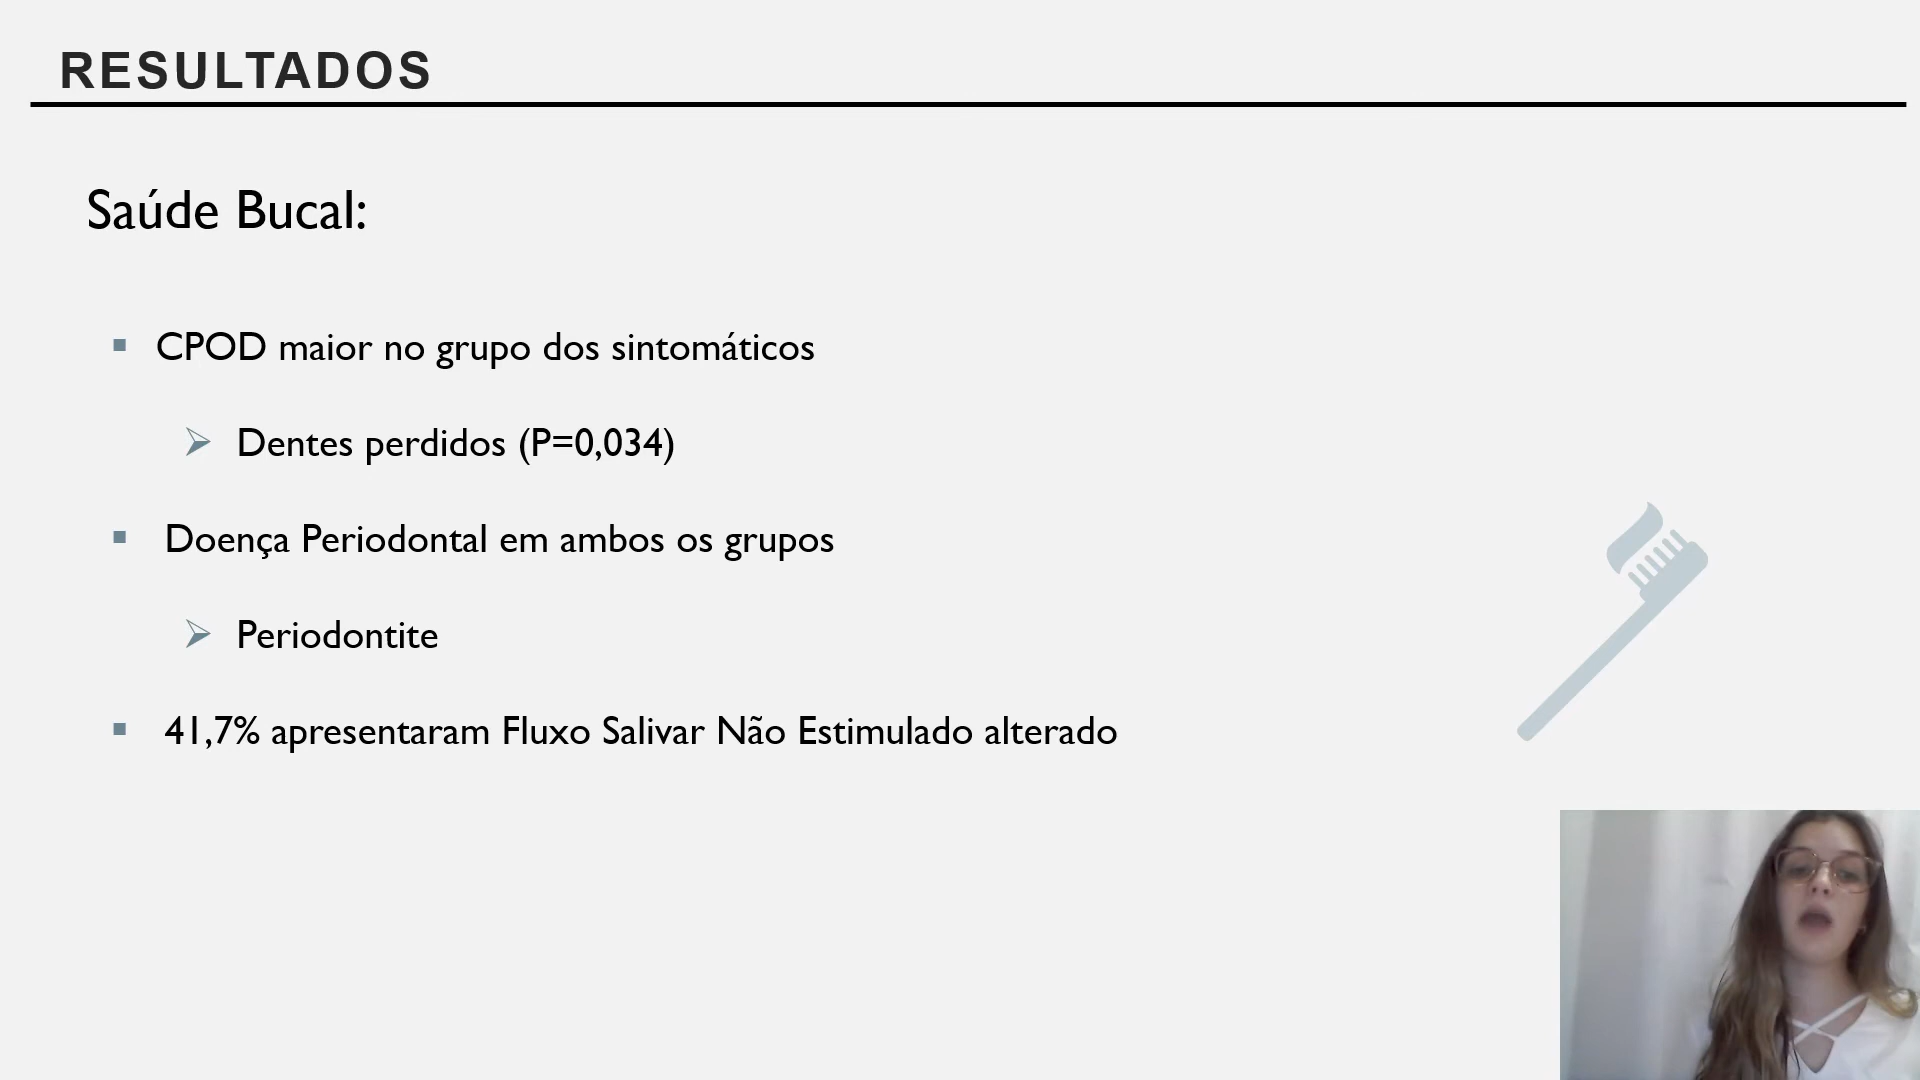 RESULTADOS
Saúde Bucal:
CPOD maior no grupo dos sintomáticos
Dentes perdidos (P=0,034)
Doença Periodontal em ambos os grupos
Periodontite
41,7% apresentaram Fluxo Salivar Não Estimulado alterado